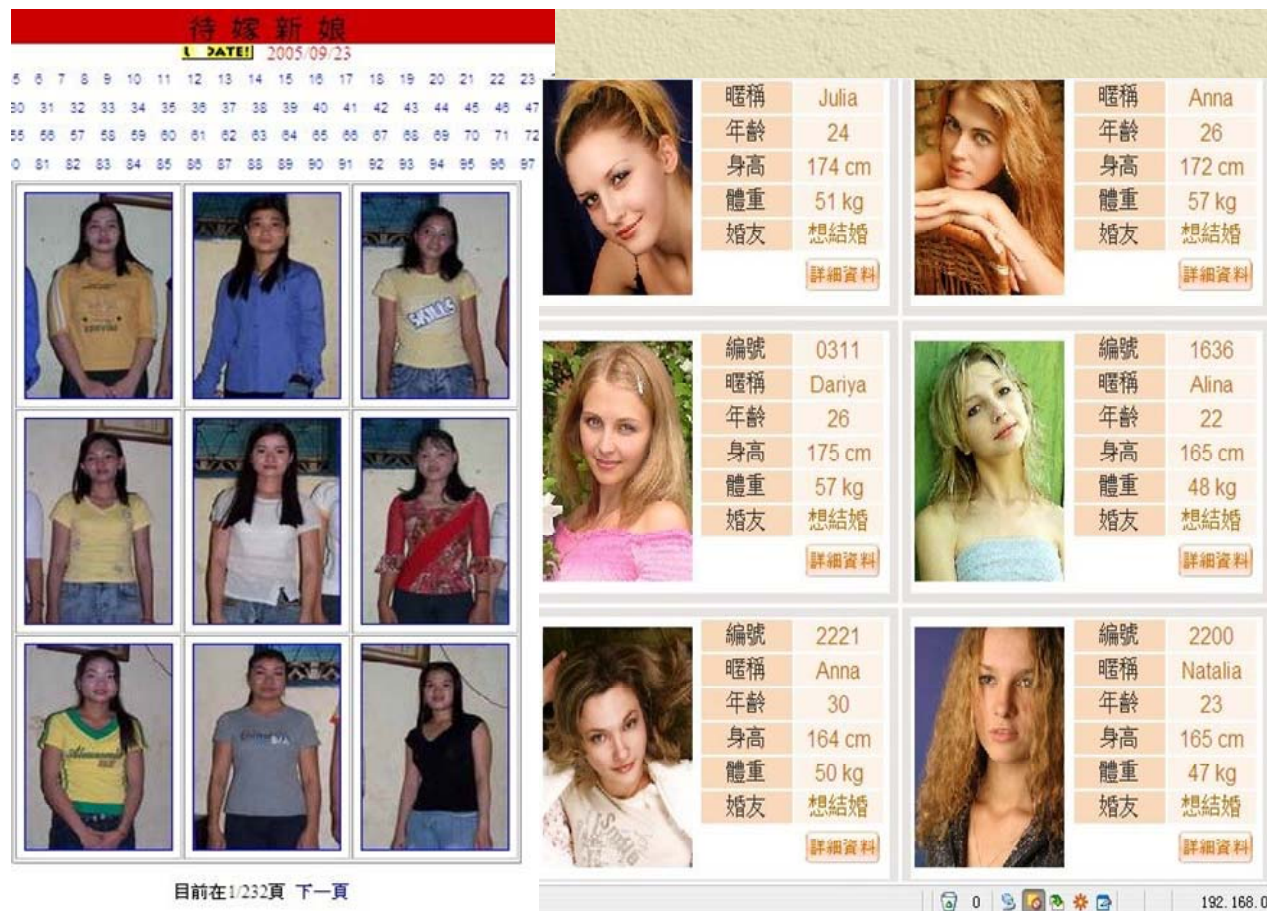 待嫁新娘
UPDATE! 2005/09/23
5 6 7 8 9 10 11 12 13 14 15 16 17 18 19 20 21 22 23
30 31 32 33 34 35 36 37 38 39 40 41 42 43 44 45 46 47
55 56 57 58 59 60 61 62 63 64 65 66 67 68 69 70 71 72
81 82 83 84 85 86 87 88 89 90 91 92 93 94 95 96 97
SKILLS
目前在1/232頁 下一頁
暱稱 Julia
年齡 24
身高 174 cm
體重 51 kg
婚友 想結婚
詳細資料
暱稱 Anna
年齡 26
身高 172 cm
體重 57 kg
婚友 想結婚
詳細資料
編號 0311
暱稱 Dariya
年齡 26
身高 175 cm
體重 57 kg
婚友 想結婚
詳細資料
編號 1636
暱稱 Alina
年齡 22
身高 165 cm
體重 48 kg
婚友 想結婚
詳細資料
編號 2221
暱稱 Anna
年齡 30
身高 164 cm
體重 50 kg
婚友 想結婚
詳細資料
編號 2200
暱稱 Natalia
年齡 23
身高 165 cm
體重 47 kg
婚友 想結婚
詳細資料
0 192.168.0